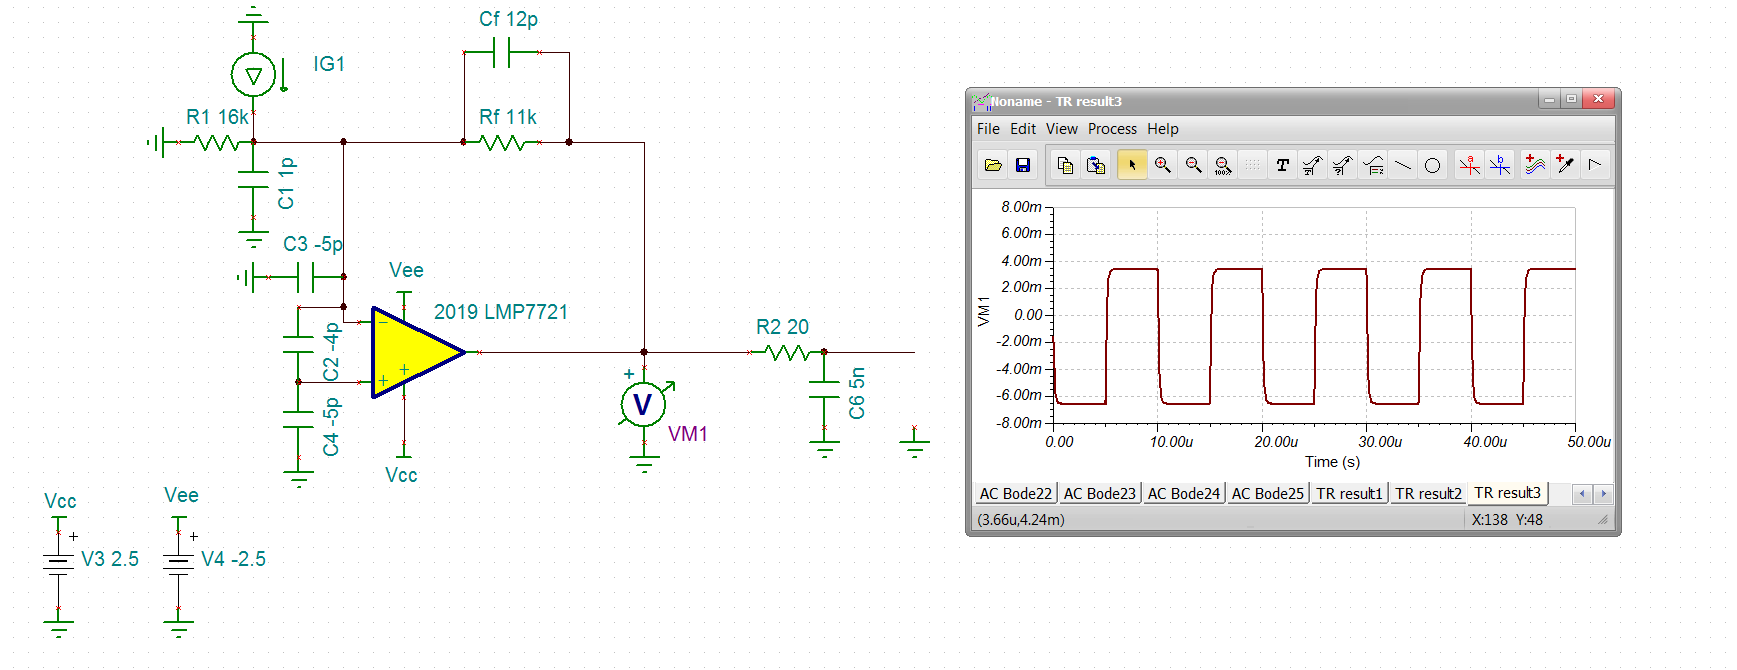 Cf 12p
IG1
R1 16k
Rf 11k
C1 1p
C3 -5p
Vee
2019 LMP7721
C2 -4p
C4 -5p
Vcc
R2 20
C6 5n
+
V
VM1
Vcc
Vee
+
V3 2.5
+
V4 -2.5
Noname - TR result3
File Edit View Process Help
100%
T
a
b
8.00m
6.00m
4.00m
2.00m
0.00
-2.00m
-4.00m
-6.00m
-8.00m
VM1
0.00 10.00u 20.00u 30.00u 40.00u 50.00u
Time (s)
AC Bode22 AC Bode23 AC Bode24 AC Bode25 TR result1 TR result2 TR result3
(3.66u,4.24m)
X:138 Y:48